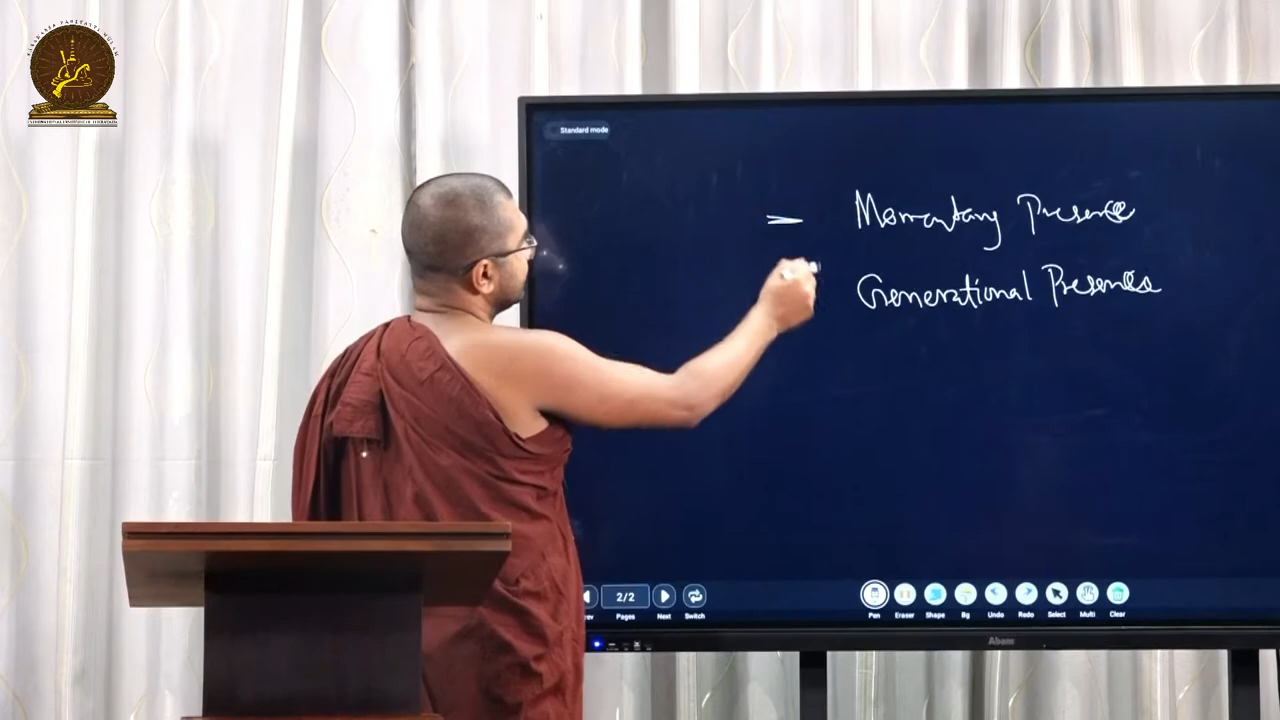 Standard mode
Momentary Presence
Generational Presence
2/2
Pages
Next
Switch
Pen
Eraser
Shape
Bg
Undo
Redo
Select
Multi
Clear